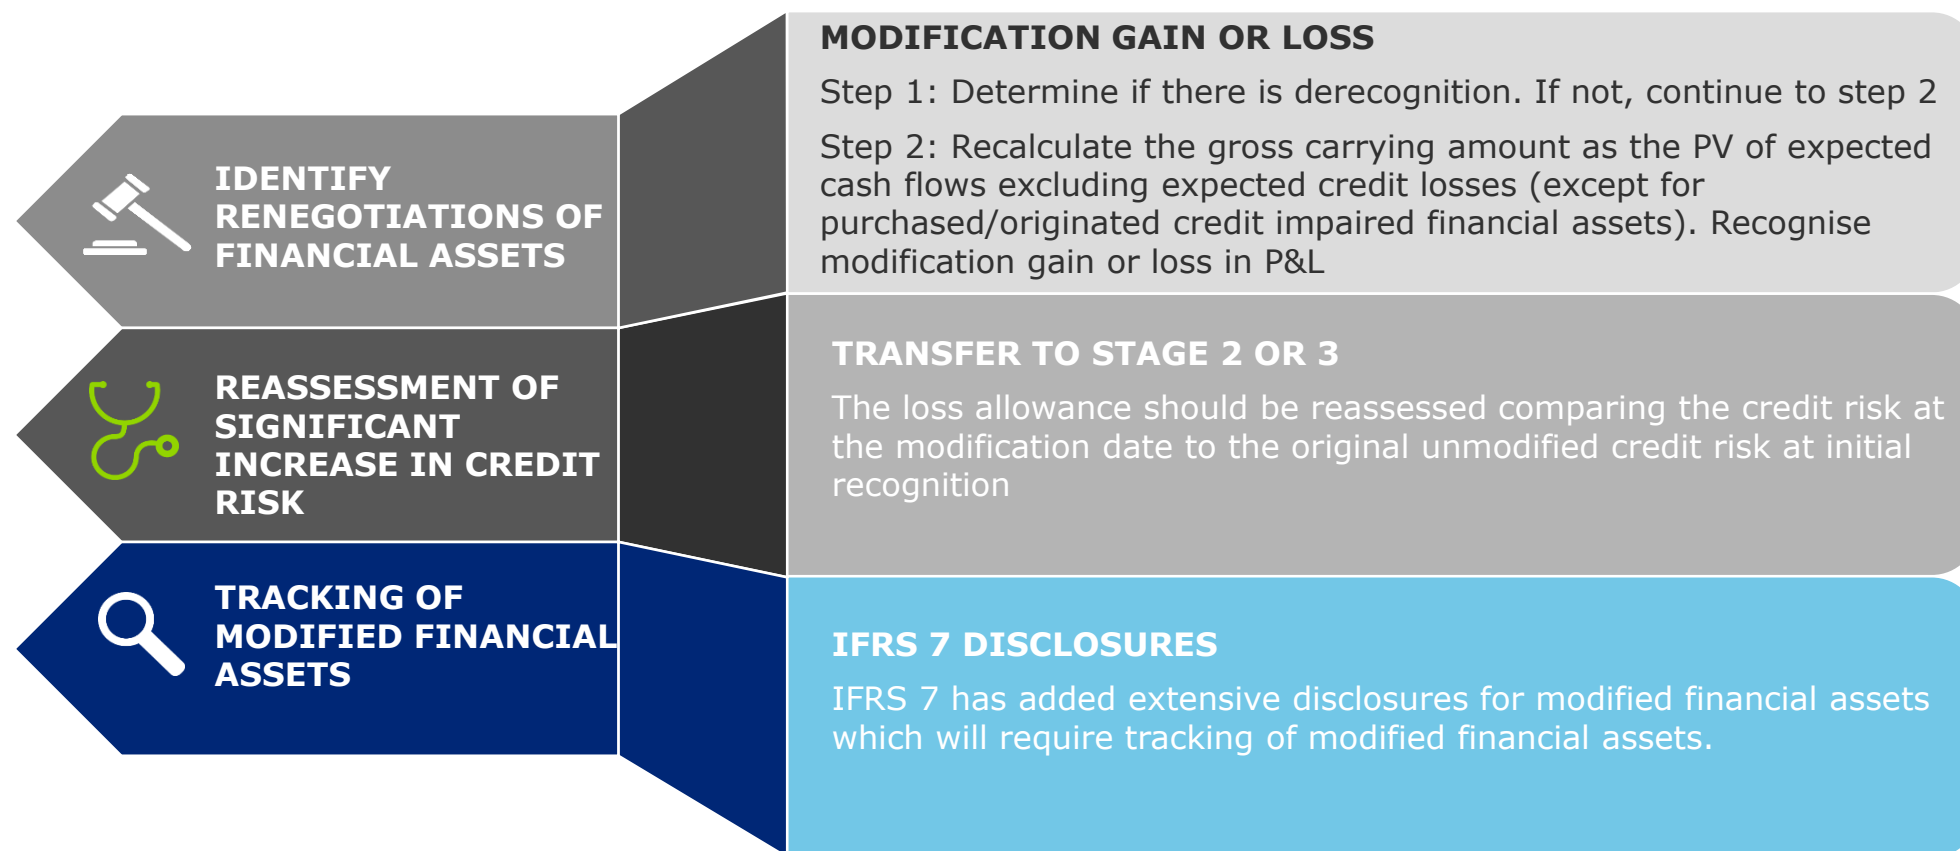 IDENTIFY
RENEGOTIATIONS OF
FINANCIAL ASSETS
MODIFICATION GAIN OR LOSS
Step 1: Determine if there is derecognition. If not, continue to step 2
Step 2: Recalculate the gross carrying amount as the PV of expected
cash flows excluding expected credit losses (except for
purchased/originated credit impaired financial assets). Recognise
modification gain or loss in P&L
REASSESSMENT OF
SIGNIFICANT
INCREASE IN CREDIT
RISK
TRANSFER TO STAGE 2 OR 3
The loss allowance should be reassessed comparing the credit risk at
the modification date to the original unmodified credit risk at initial
recognition
TRACKING OF
MODIFIED FINANCIAL
ASSETS
IFRS 7 DISCLOSURES
IFRS 7 has added extensive disclosures for modified financial assets
which will require tracking of modified financial assets.